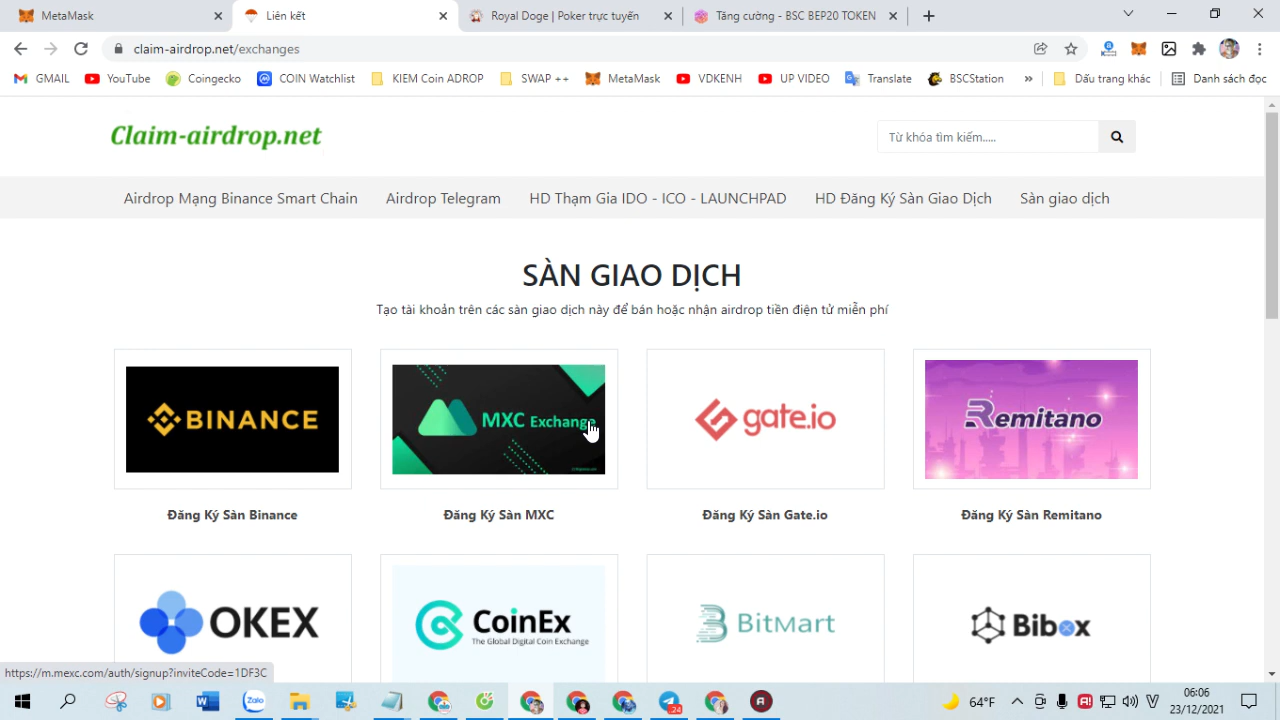 MetaMask
Liên kết
Royal Doge | Poker trực tuyến
Tăng cường - BSC BEP20 TOKEN
claim-airdrop.net/exchanges
GMAIL
YouTube
Coingecko
COIN Watchlist
KIEM Coin ADROP
SWAP ++
MetaMask
VDKENH
UP VIDEO
Translate
BSCStation
»
Dấu trang khác
Danh sách đọc
Claim-airdrop.net
Từ khóa tìm kiếm.....
Airdrop Mạng Binance Smart Chain
Airdrop Telegram
HD Thạm Gia IDO - ICO - LAUNCHPAD
HD Đăng Ký Sàn Giao Dịch
Sàn giao dịch
SÀN GIAO DỊCH
Tạo tài khoản trên các sàn giao dịch này để bán hoặc nhận airdrop tiền điện tử miễn phí
BINANCE
MXC Exchange
gate.io
Remitano
Đăng Ký Sàn Binance
Đăng Ký Sàn MXC
Đăng Ký Sàn Gate.io
Đăng Ký Sàn Remitano
OKEX
CoinEx
The Global Digital Coin Exchange
BitMart
Bibox
https://m.mexc.com/auth/signup?inviteCode=1DF3C
Zalo
24
64°F
06:06
23/12/2021